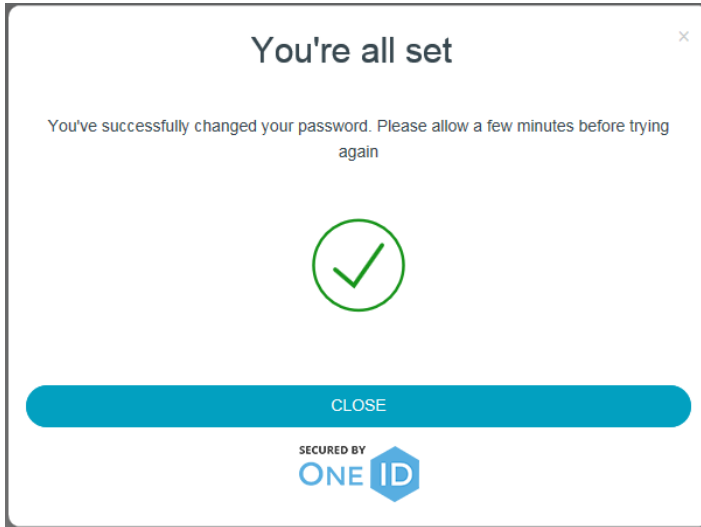 You're all set
×
You've successfully changed your password. Please allow a few minutes before trying
again
CLOSE
SECURED BY
ONE ID